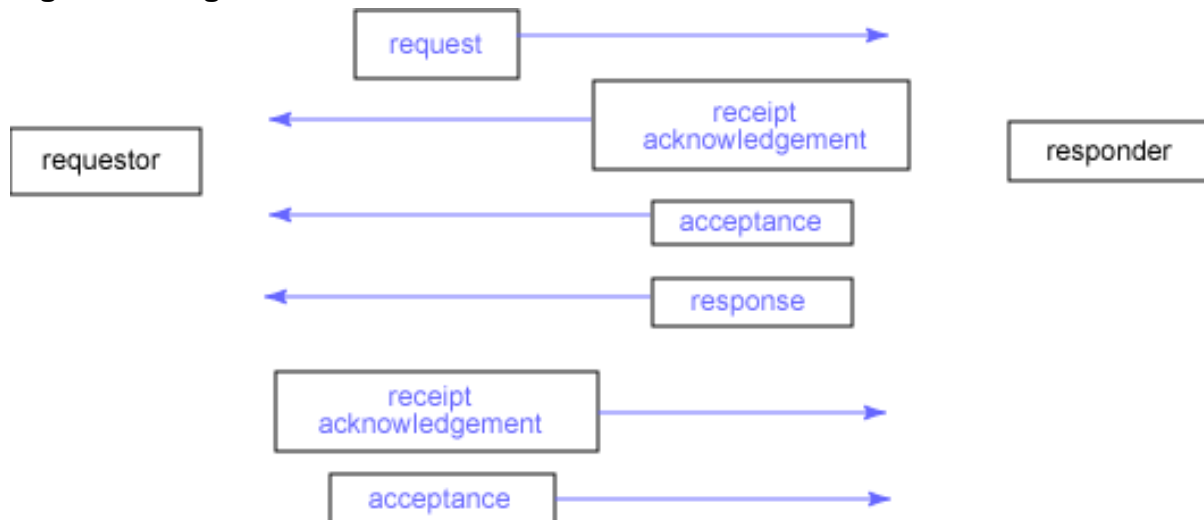 request
receipt
acknowledgement
requestor
responder
acceptance
response
receipt
acknowledgement
acceptance